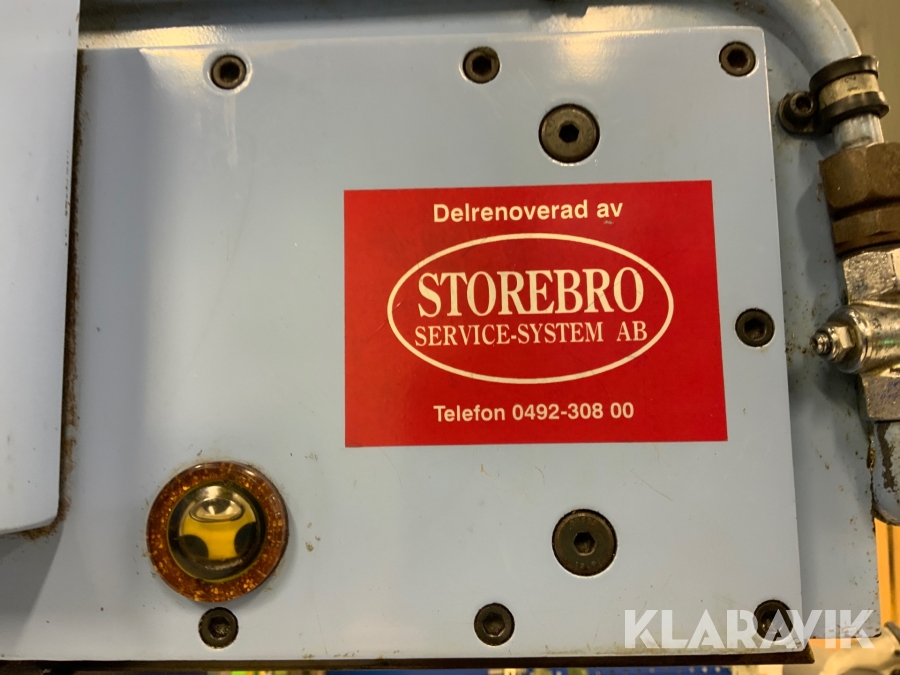 Delrenoverad av
STOREBRO
SERVICE-SYSTEM AB
Telefon 0492-308 00
KLARAVIK